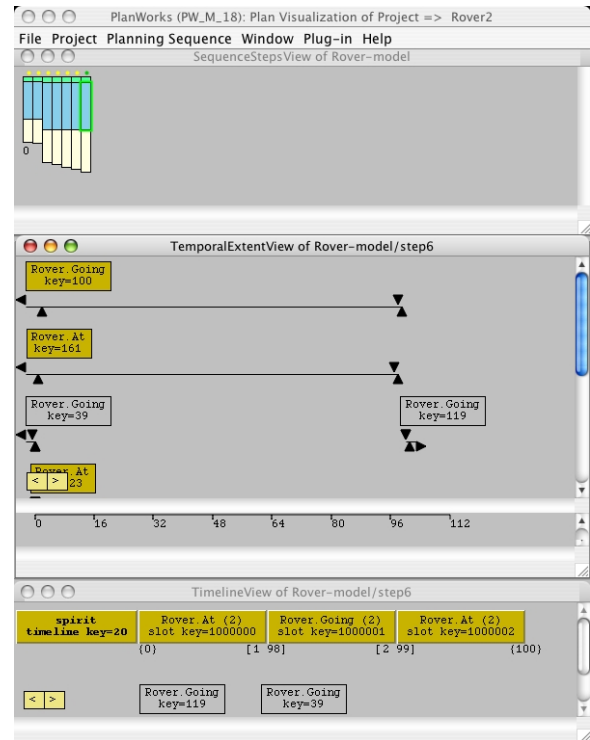 PlanWorks (PW_M_18): Plan Visualization of Project => Rover2
File Project Planning Sequence Window Plug-in Help
SequenceStepsView of Rover-model
0
TemporalExtentView of Rover-model/step6
Rover.Going
key=100
Rover.At
key=161
Rover.Going
key=39
Rover.Going
key=119
Rover.At
< > 23
0 16 32 48 64 80 96 112
TimelineView of Rover-model/step6
spirit
timeline key=20
Rover.At (2)
slot key=1000000
Rover.Going (2)
slot key=1000001
Rover.At (2)
slot key=1000002
{0} [1 98] [2 99] {100}
< >
Rover.Going
key=119
Rover.Going
key=39